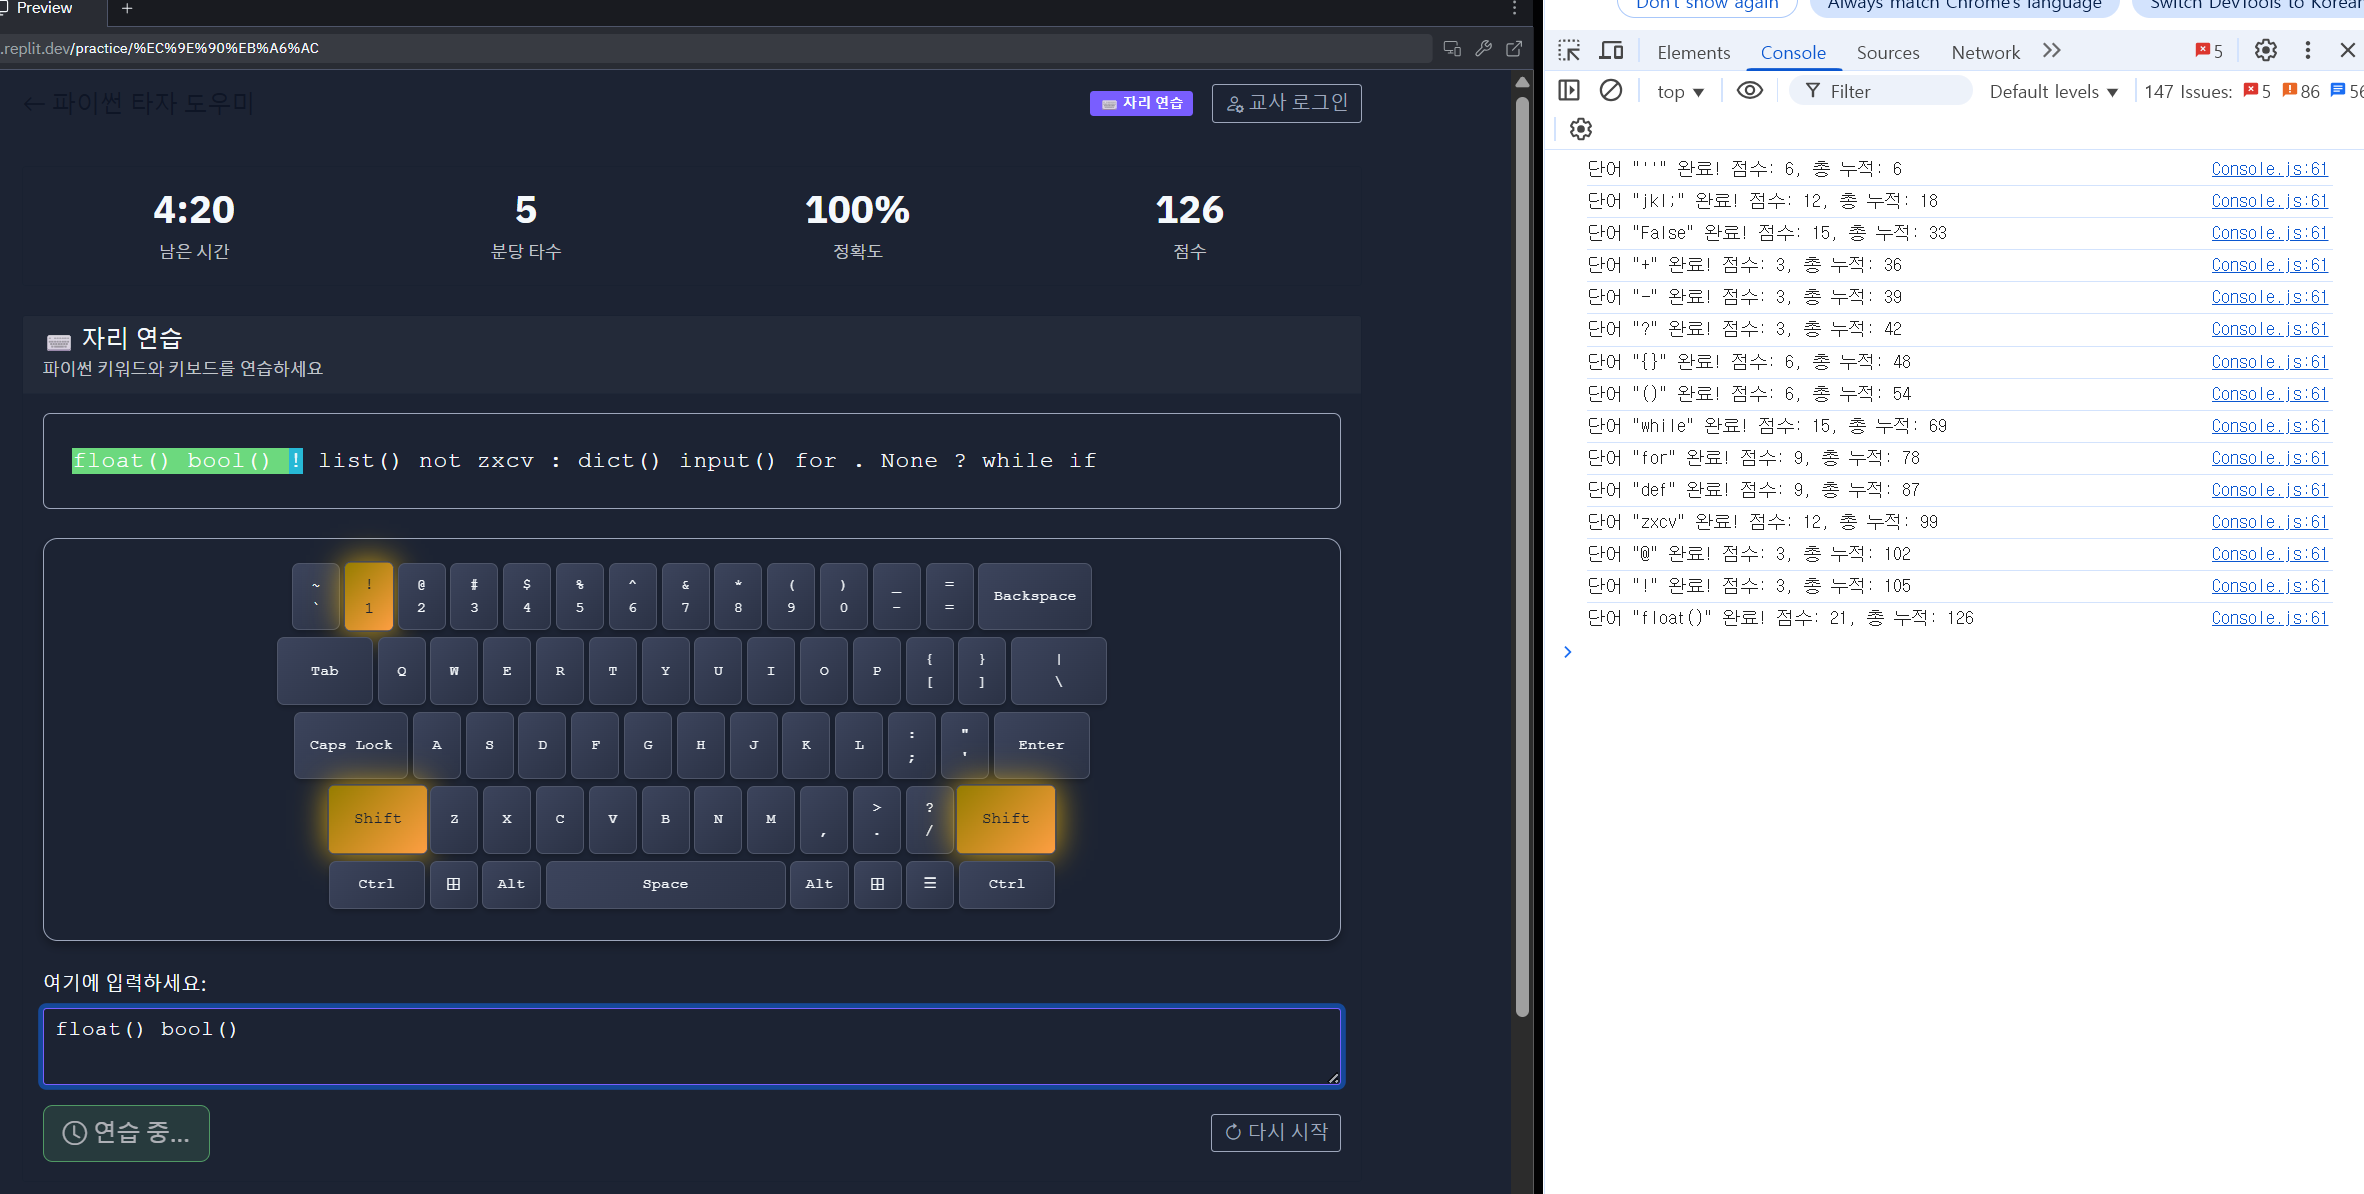 Preview
.replit.dev/practice/%EC%9E%90%EB%A6%AC
← 파이썬 타자 도우미
자리 연습
교사 로그인
4:20
남은 시간
5
분당 타수
100%
정확도
126
점수
자리 연습
파이썬 키워드와 키보드를 연습하세요
float() bool() ! list() not zxcv : dict() input() for . None ? while if
~ ! @ # $ % ^ & * ( ) _ =
` 1 2 3 4 5 6 7 8 9 0 - = Backspace
Tab Q W E R T Y U I O P { [ } ] | \
Caps Lock A S D F G H J K L : ; " ' Enter
Shift Z X C V B N M , > . ? / Shift
Ctrl Alt Space Alt Ctrl
여기에 입력하세요:
float() bool()
연습 중...
다시 시작
Don't show again Always match Chrome's language Switch DevTools to Korean
Elements Console Sources Network 5
top Filter Default levels 147 Issues: 5 86 56
단어 "''" 완료! 점수: 6, 총 누적: 6 Console.js:61
단어 "jkl;" 완료! 점수: 12, 총 누적: 18 Console.js:61
단어 "False" 완료! 점수: 15, 총 누적: 33 Console.js:61
단어 "+" 완료! 점수: 3, 총 누적: 36 Console.js:61
단어 "-" 완료! 점수: 3, 총 누적: 39 Console.js:61
단어 "?" 완료! 점수: 3, 총 누적: 42 Console.js:61
단어 "{}" 완료! 점수: 6, 총 누적: 48 Console.js:61
단어 "()" 완료! 점수: 6, 총 누적: 54 Console.js:61
단어 "while" 완료! 점수: 15, 총 누적: 69 Console.js:61
단어 "for" 완료! 점수: 9, 총 누적: 78 Console.js:61
단어 "def" 완료! 점수: 9, 총 누적: 87 Console.js:61
단어 "zxcv" 완료! 점수: 12, 총 누적: 99 Console.js:61
단어 "@" 완료! 점수: 3, 총 누적: 102 Console.js:61
단어 "!" 완료! 점수: 3, 총 누적: 105 Console.js:61
단어 "float()" 완료! 점수: 21, 총 누적: 126 Console.js:61